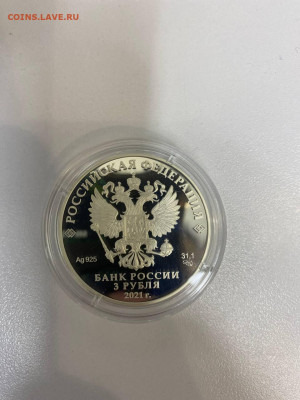 COINS.LAVE.RU
РОССИЙСКАЯ ФЕДЕРАЦИЯ
Ag 925
31,1
БАНК РОССИИ
3 РУБЛЯ
2021 г.